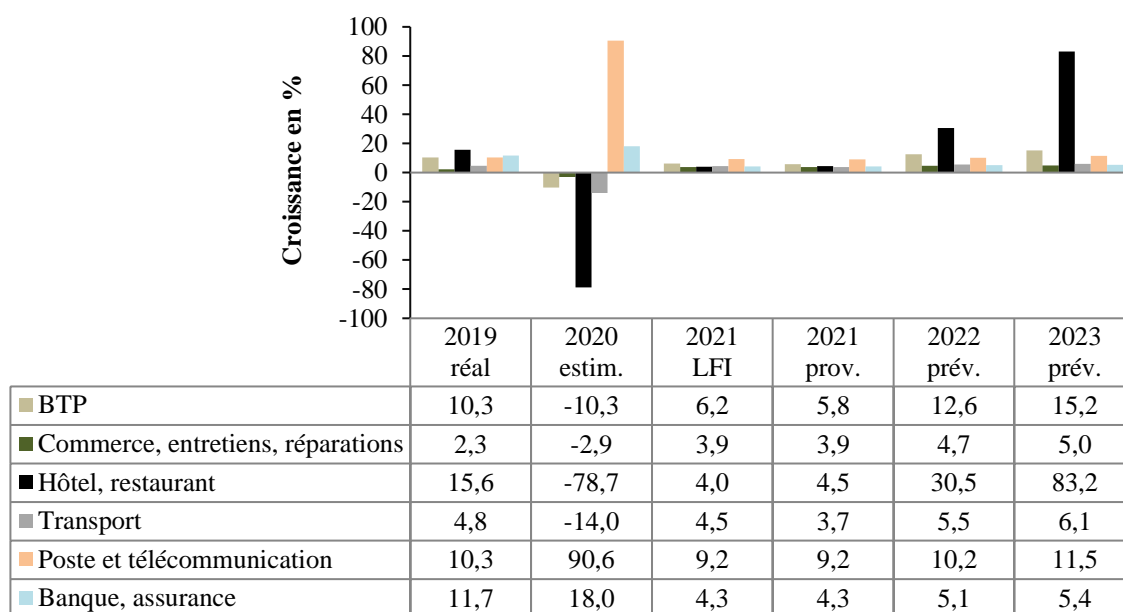 Croissance en %
100
80
60
40
20
0
-20
-40
-60
-80
-100
2019 réal 2020 estim. 2021 LFI 2021 prov. 2022 prév. 2023 prév.
BTP 10,3 -10,3 6,2 5,8 12,6 15,2
Commerce, entretiens, réparations 2,3 -2,9 3,9 3,9 4,7 5,0
Hôtel, restaurant 15,6 -78,7 4,0 4,5 30,5 83,2
Transport 4,8 -14,0 4,5 3,7 5,5 6,1
Poste et télécommunication 10,3 90,6 9,2 9,2 10,2 11,5
Banque, assurance 11,7 18,0 4,3 4,3 5,1 5,4